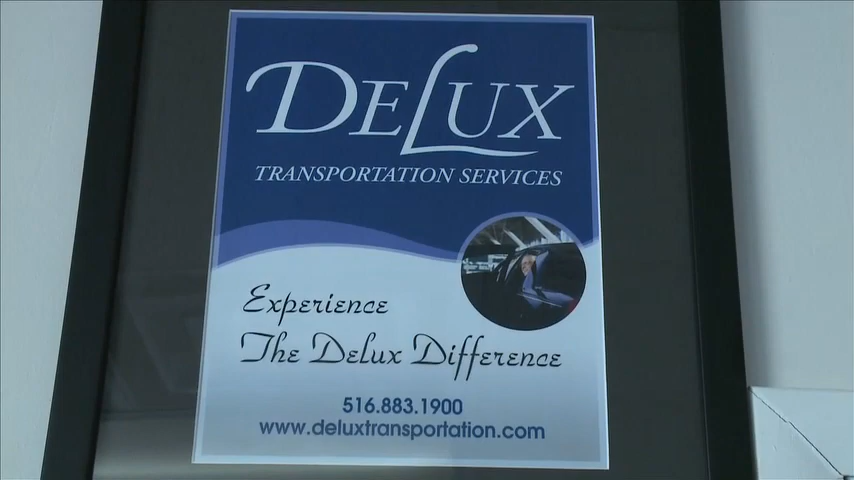 DELUX
TRANSPORTATION SERVICES
Experience
The Delux Difference
516.883.1900
www.deluxtransportation.com